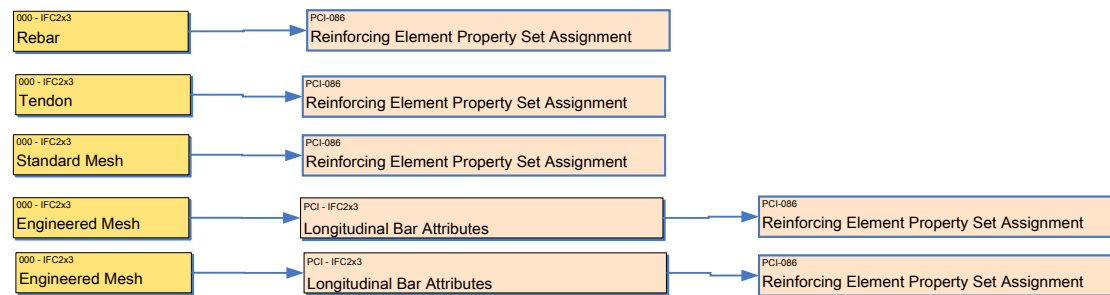 000 - IFC2x3
Rebar
PCI-086
Reinforcing Element Property Set Assignment
000 - IFC2x3
Tendon
PCI-086
Reinforcing Element Property Set Assignment
000 - IFC2x3
Standard Mesh
PCI-086
Reinforcing Element Property Set Assignment
000 - IFC2x3
Engineered Mesh
PCI - IFC2x3
Longitudinal Bar Attributes
PCI-086
Reinforcing Element Property Set Assignment
000 - IFC2x3
Engineered Mesh
PCI - IFC2x3
Longitudinal Bar Attributes
PCI-086
Reinforcing Element Property Set Assignment